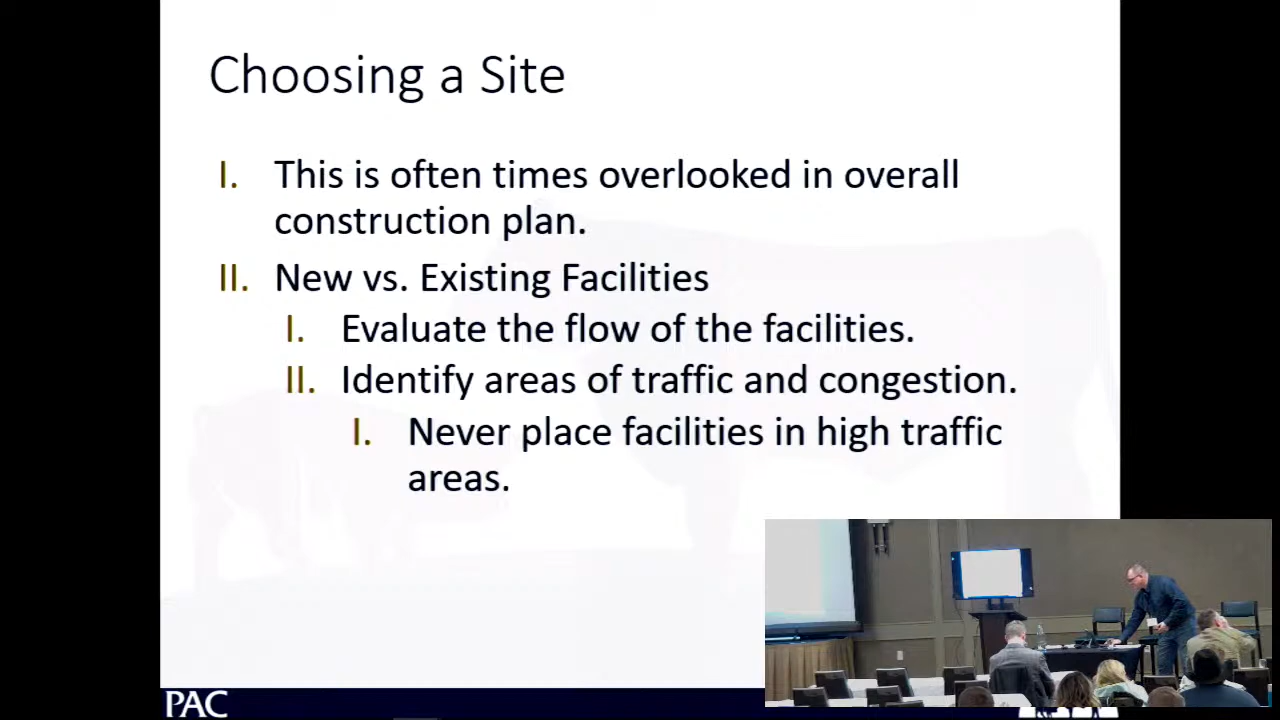 Choosing a Site
I. This is often times overlooked in overall
construction plan.
II. New vs. Existing Facilities
I. Evaluate the flow of the facilities.
II. Identify areas of traffic and congestion.
I. Never place facilities in high traffic
areas.
PAC